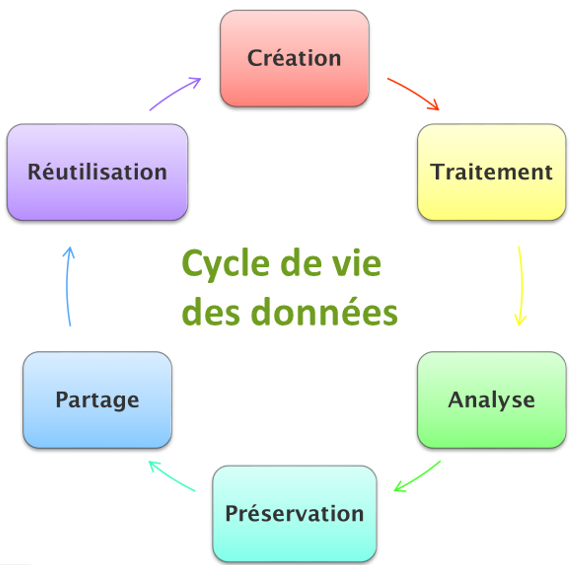 Création
Traitement
Analyse
Préservation
Partage
Réutilisation
Cycle de vie
des données